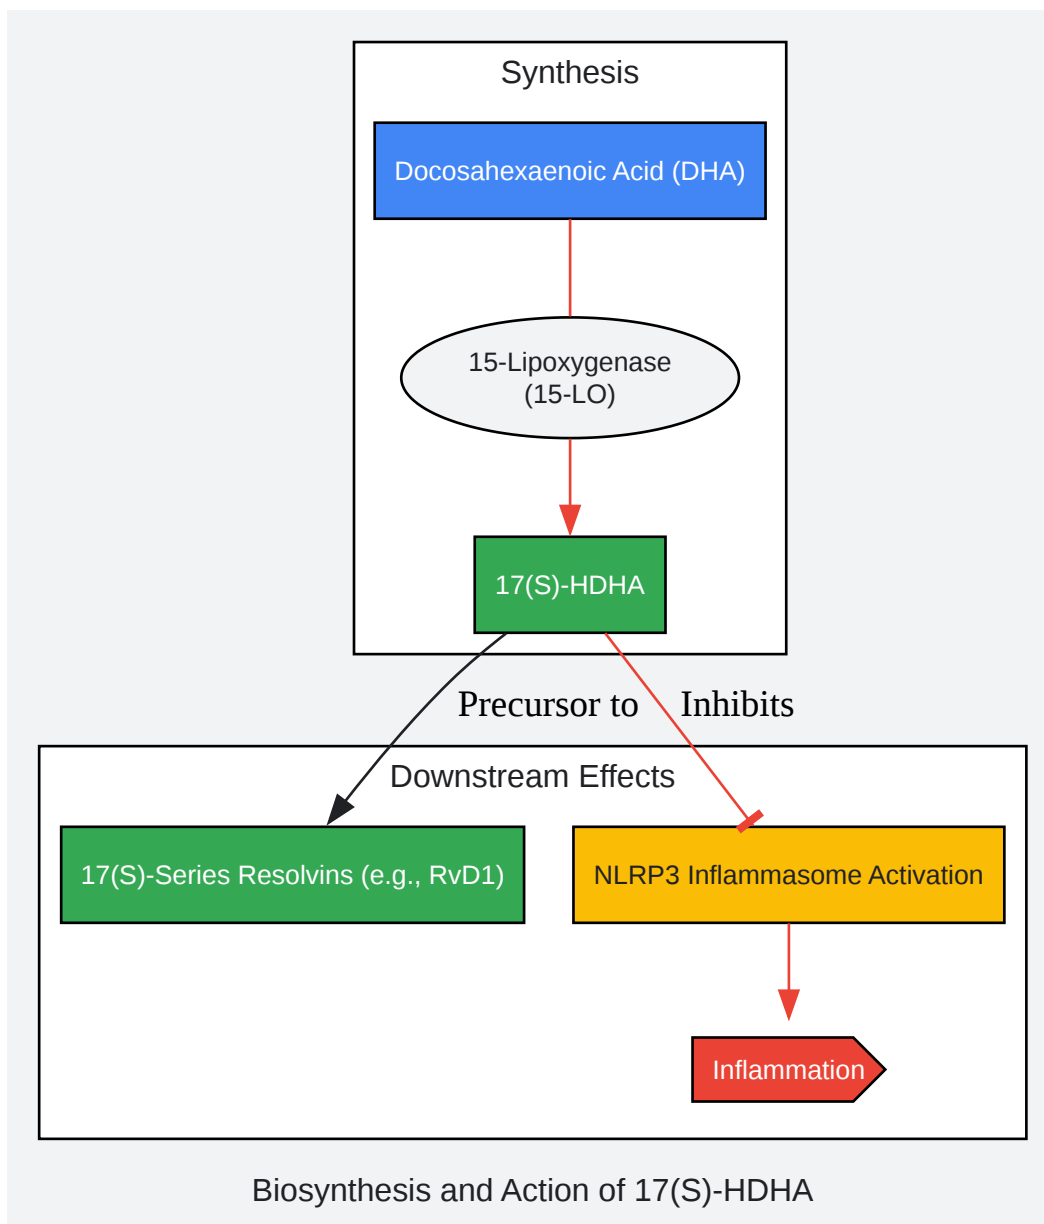 Synthesis
Docosahexaenoic Acid (DHA)
15-Lipoxygenase
(15-LO)
17(S)-HDHA
Precursor to
Inhibits
Downstream Effects
17(S)-Series Resolvins (e.g., RvD1)
NLRP3 Inflammasome Activation
Inflammation
Biosynthesis and Action of 17(S)-HDHA